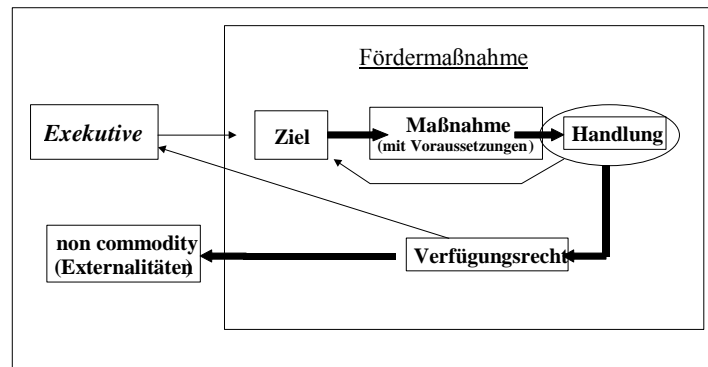 Fördermaßnahme
Exekutive
Ziel
Maßnahme
(mit Voraussetzungen)
Handlung
non commodity
(Externalitäten)
Verfügungsrecht